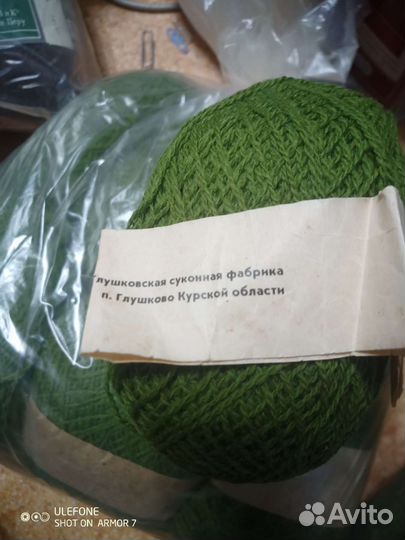 лушковская суконная фабрика
п. Глушково Курской области
ULEFONE
SHOT ON ARMOR 7
Avito